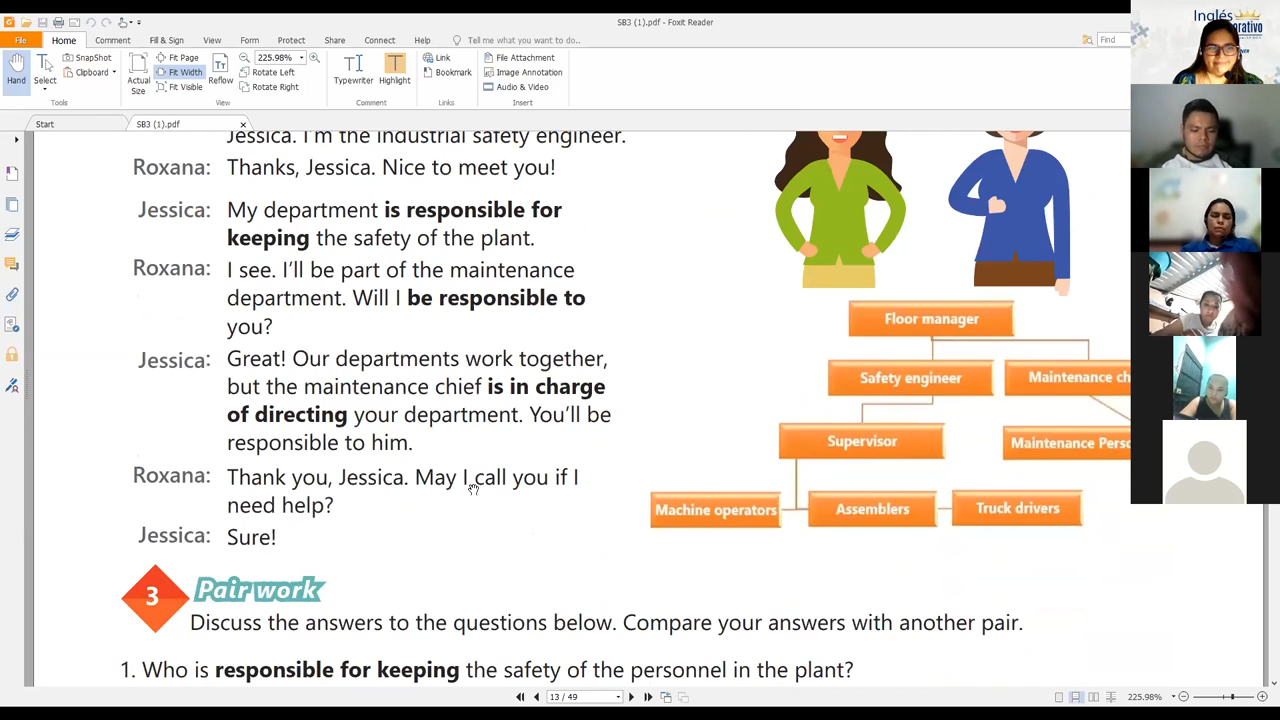 SB3 (1).pdf - Foxit Reader
File Home Comment Fill & Sign View Form Protect Share Connect Help Tell me what you want to do... Find
Hand
Select
SnapShot
Clipboard
Tools
Actual Size
Fit Page
Fit Width
Fit Visible
Reflow
225.98%
Rotate Left
Rotate Right
View
Typewriter
Highlight
Comment
Link
Bookmark
Links
File Attachment
Image Annotation
Audio & Video
Insert
Inglés
Start SB3 (1).pdf
Jessica. I'm the industrial safety engineer.
Roxana: Thanks, Jessica. Nice to meet you!
Jessica: My department is responsible for
keeping the safety of the plant.
Roxana: I see. I'll be part of the maintenance
department. Will I be responsible to
you?
Jessica: Great! Our departments work together,
but the maintenance chief is in charge
of directing your department. You'll be
responsible to him.
Roxana: Thank you, Jessica. May I call you if I
need help?
Jessica: Sure!
Floor manager
Safety engineer
Maintenance ch
Supervisor
Maintenance Perso
Machine operators
Assemblers
Truck drivers
3 Pair work
Discuss the answers to the questions below. Compare your answers with another pair.
1. Who is responsible for keeping the safety of the personnel in the plant?
13 / 49
225.98%